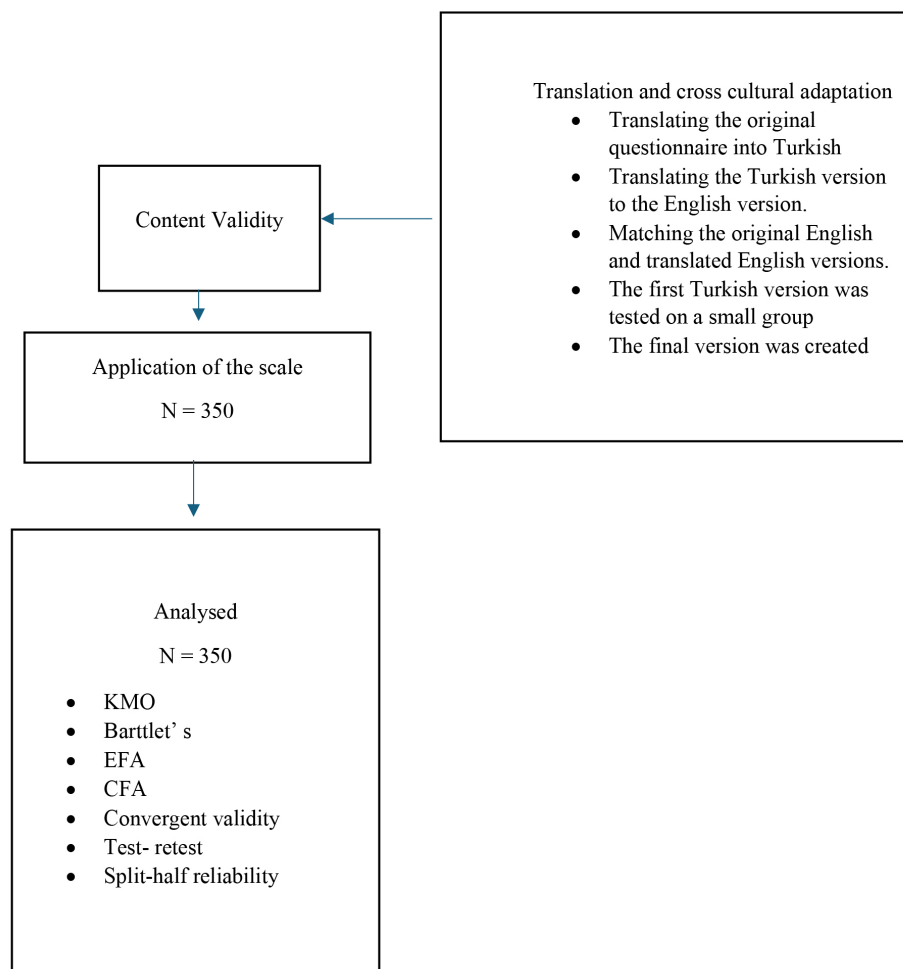 Translation and cross cultural adaptation
• Translating the original
questionnaire into Turkish
• Translating the Turkish version
to the English version.
• Matching the original English
and translated English versions.
• The first Turkish version was
tested on a small group
• The final version was created
Content Validity
Application of the scale
N = 350
Analysed
N = 350
• KMO
• Barttlet’ s
• EFA
• CFA
• Convergent validity
• Test- retest
• Split-half reliability